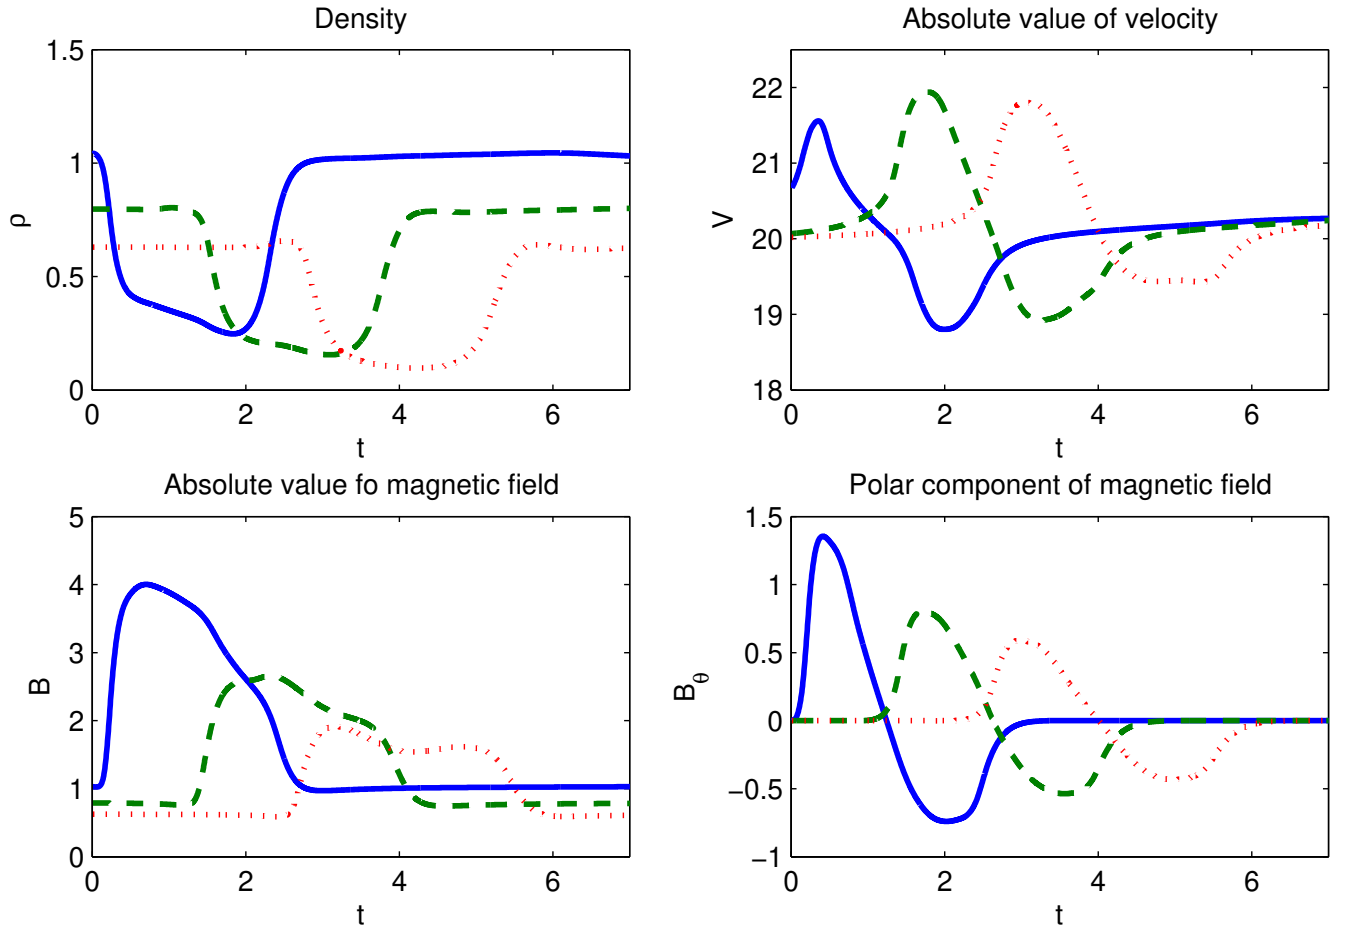 Density
1.5
1
0.5
0
ρ
0 2 4 6
t
Absolute value of velocity
22
21
20
19
18
V
0 2 4 6
t
Absolute value fo magnetic field
5
4
3
2
1
0
B
0 2 4 6
t
Polar component of magnetic field
1.5
1
0.5
0
−0.5
−1
Bθ
0 2 4 6
t